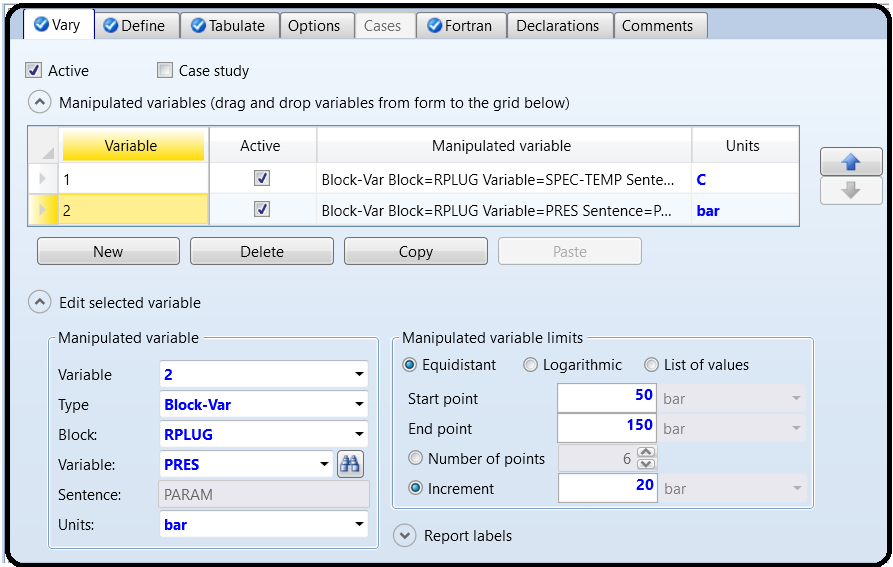 Vary Define Tabulate Options Cases Fortran Declarations Comments
Active Case study
Manipulated variables (drag and drop variables from form to the grid below)
Variable Active Manipulated variable Units
1 Block-Var Block=RPLUG Variable=SPEC-TEMP Sente... C
2 Block-Var Block=RPLUG Variable=PRES Sentence=P... bar
New Delete Copy Paste
Edit selected variable
Manipulated variable
Variable 2
Type Block-Var
Block: RPLUG
Variable: PRES
Sentence: PARAM
Units: bar
Manipulated variable limits
Equidistant Logarithmic List of values
Start point 50 bar
End point 150 bar
Number of points 6
Increment 20 bar
Report labels